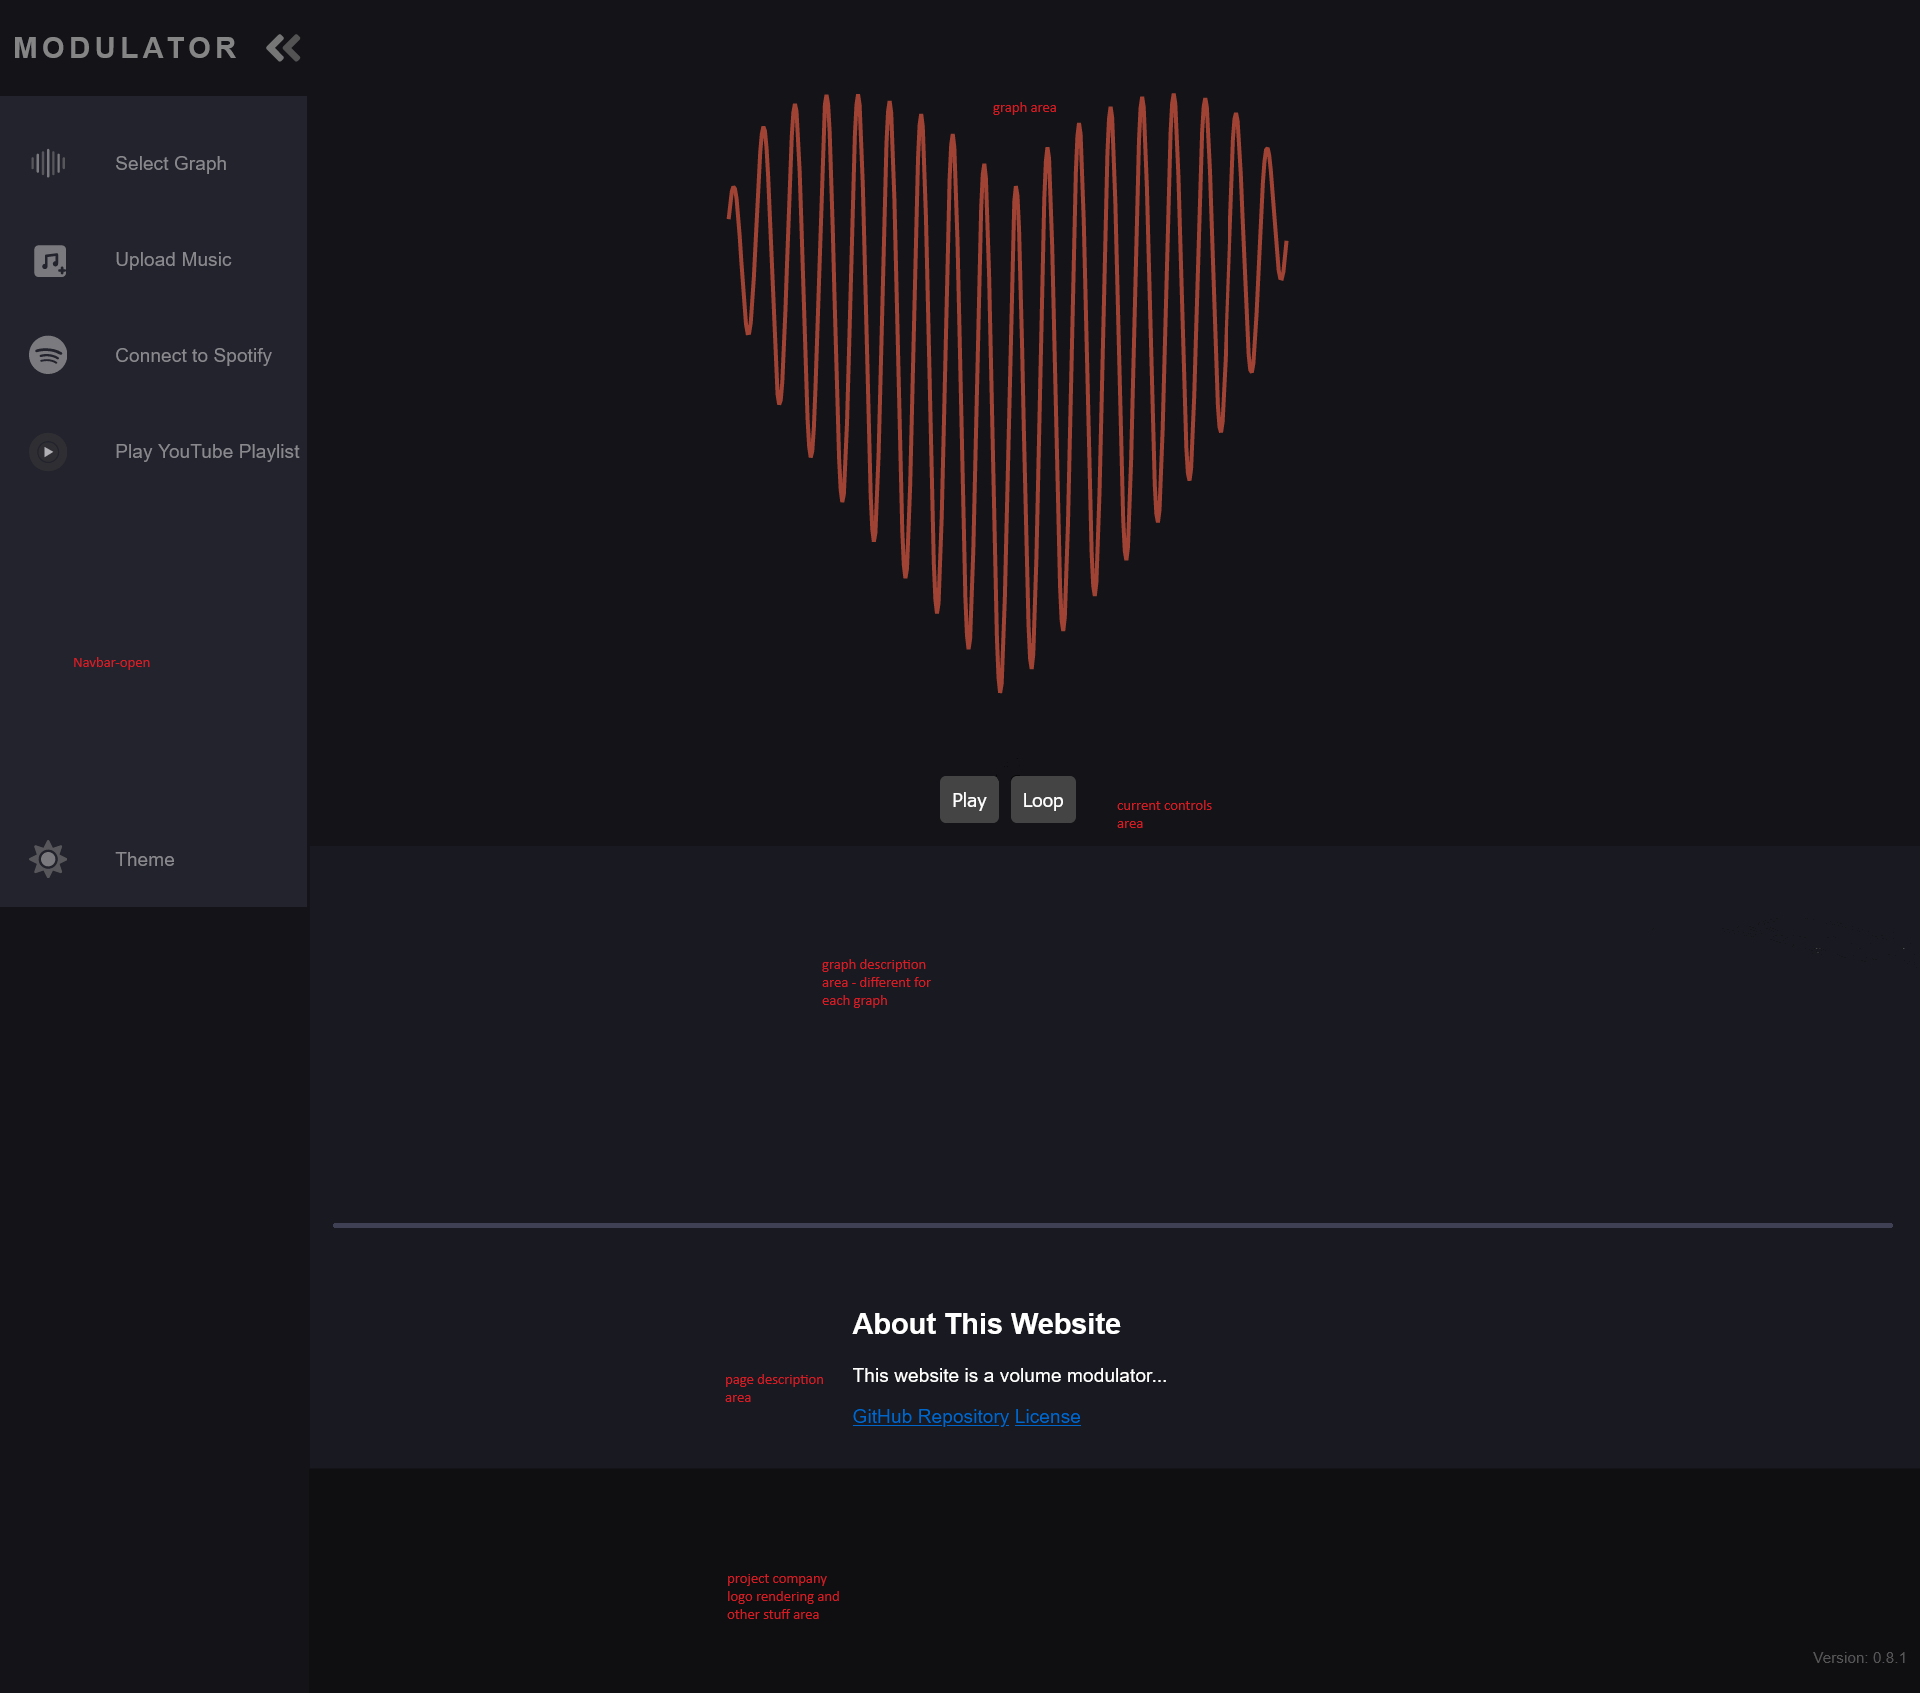 MODULATOR
Select Graph
Upload Music
Connect to Spotify
Play YouTube Playlist
Navbar-open
Theme
graph area
Play
Loop
current controls
area
graph description
area - different for
each graph
About This Website
page description
area
This website is a volume modulator...
GitHub Repository License
project company
logo rendering and
other stuff area
Version: 0.8.1